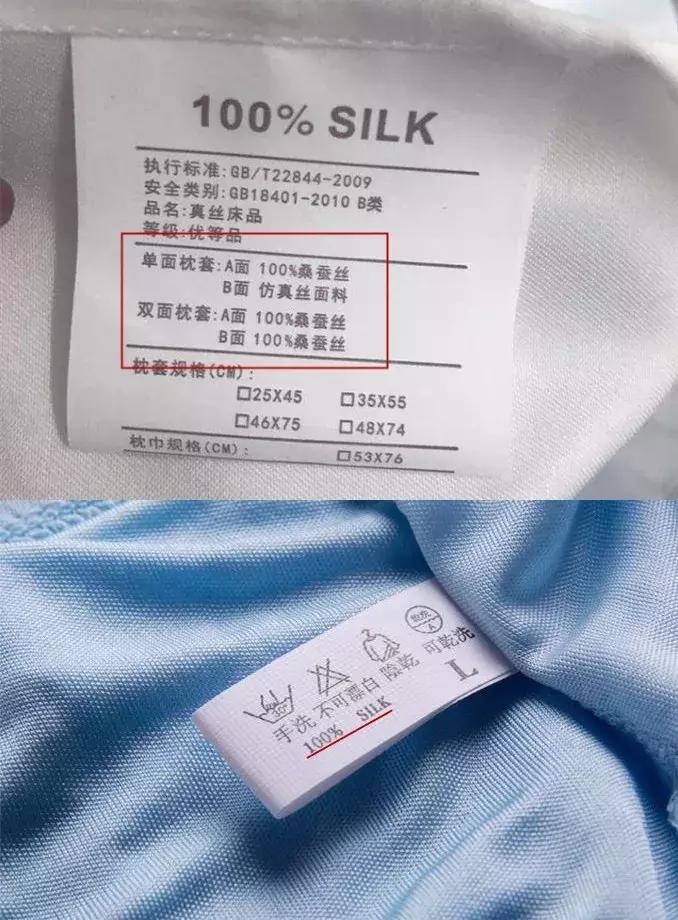 100% SILK
执行标准:GB/T22844-2009
安全类别:GB18401-2010 B类
品名:真丝床品
等级:优等品
单面枕套:A面 100%桑蚕丝
B面 仿真丝面料
双面枕套:A面 100%桑蚕丝
B面 100%桑蚕丝
枕套规格(CM):
□25X45 □35X55
□46X75 □48X74
枕巾规格(CM): □53X76
30°
A
手洗 不可漂白 陰乾 可乾洗
100% SILK
L